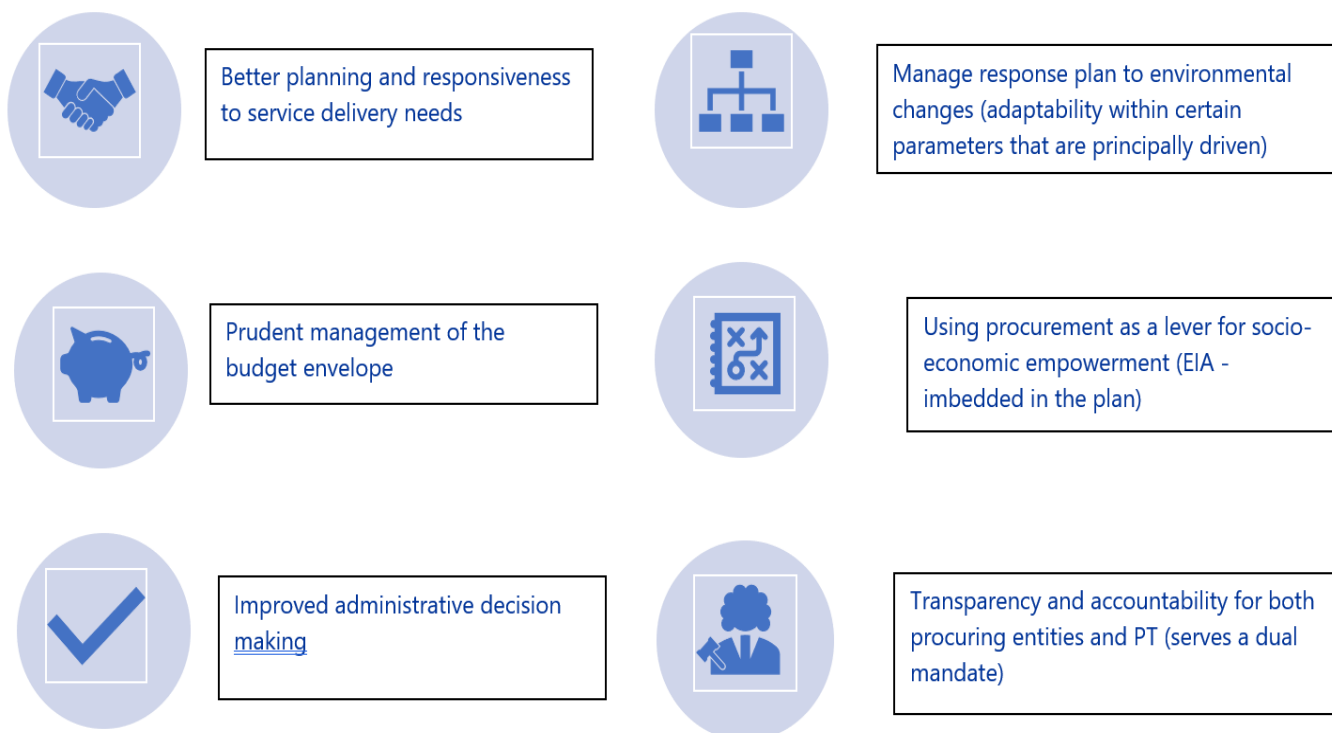 Better planning and responsiveness
to service delivery needs
Manage response plan to environmental
changes (adaptability within certain
parameters that are principally driven)
Prudent management of the
budget envelope
Using procurement as a lever for socio-
economic empowerment (EIA -
imbedded in the plan)
Improved administrative decision
making
Transparency and accountability for both
procuring entities and PT (serves a dual
mandate)